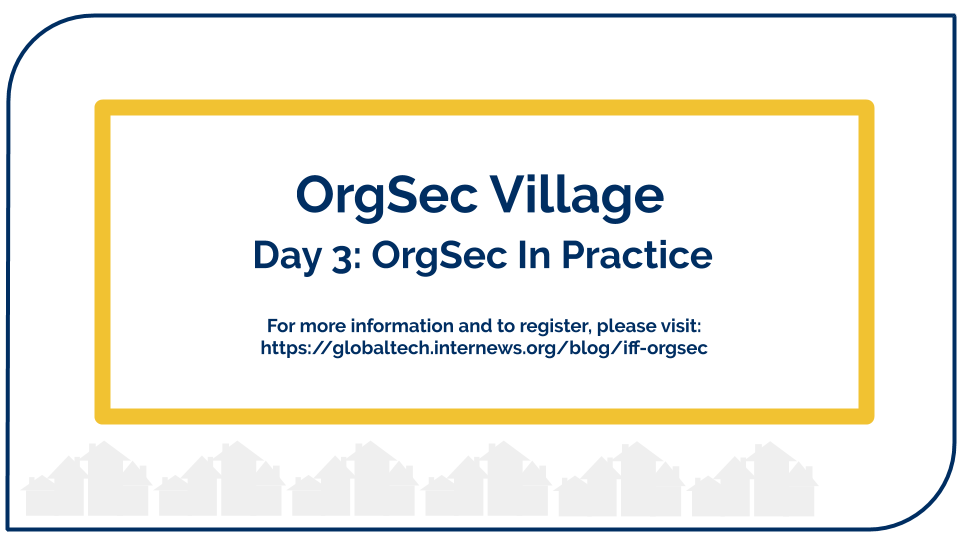 OrgSec Village
Day 3: OrgSec In Practice
For more information and to register, please visit:
https://globaltech.internews.org/blog/iff-orgsec